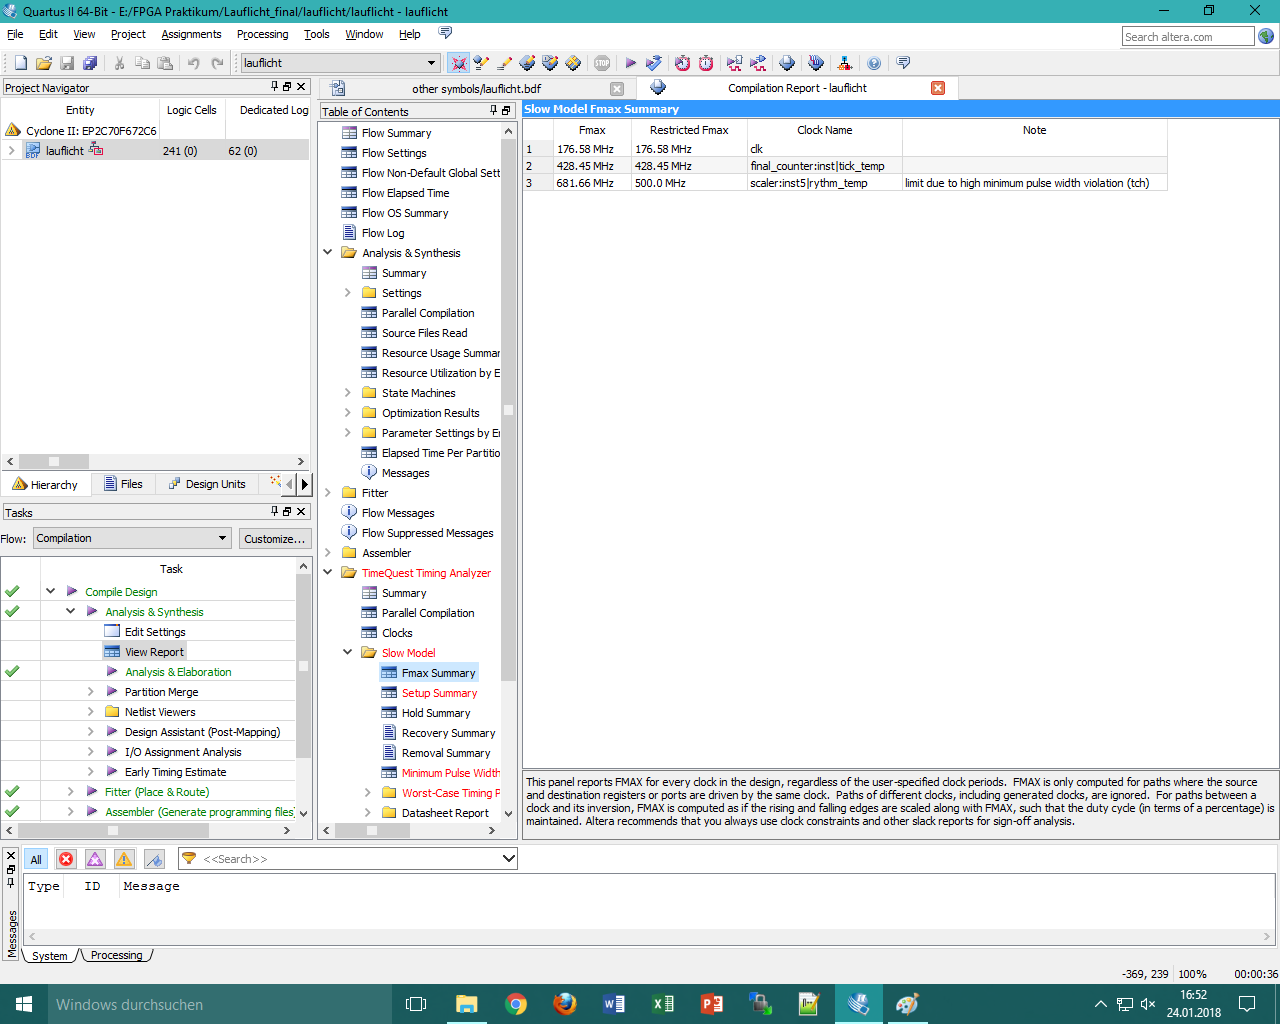 Quartus II 64-Bit - E:/FPGA Praktikum/Lauflicht_final/lauflicht/lauflicht - lauflicht
File Edit View Project Assignments Processing Tools Window Help
Search altera.com
lauflicht
Project Navigator
Entity Logic Cells Dedicated Log
Cyclone II: EP2C70F672C6
lauflicht 241 (0) 62 (0)
Hierarchy Files Design Units
Tasks
Flow: Compilation Customize...
Task
Compile Design
Analysis & Synthesis
Edit Settings
View Report
Analysis & Elaboration
Partition Merge
Netlist Viewers
Design Assistant (Post-Mapping)
I/O Assignment Analysis
Early Timing Estimate
Fitter (Place & Route)
Assembler (Generate programming files)
other symbols/lauflicht.bdf
Compilation Report - lauflicht
Table of Contents
Flow Summary
Flow Settings
Flow Non-Default Global Sett
Flow Elapsed Time
Flow OS Summary
Flow Log
Analysis & Synthesis
Summary
Settings
Parallel Compilation
Source Files Read
Resource Usage Summar
Resource Utilization by E
State Machines
Optimization Results
Parameter Settings by E
Elapsed Time Per Partitio
Messages
Fitter
Flow Messages
Flow Suppressed Messages
Assembler
TimeQuest Timing Analyzer
Summary
Parallel Compilation
Clocks
Slow Model
Fmax Summary
Setup Summary
Hold Summary
Recovery Summary
Removal Summary
Minimum Pulse Width
Worst-Case Timing P
Datasheet Report
Slow Model Fmax Summary
Fmax Restricted Fmax Clock Name Note
1 176.58 MHz 176.58 MHz clk
2 428.45 MHz 428.45 MHz final_counter:inst|tick_temp
3 681.66 MHz 500.0 MHz scaler:inst5|rythm_temp limit due to high minimum pulse width violation (tch)
This panel reports FMAX for every clock in the design, regardless of the user-specified clock periods. FMAX is only computed for paths where the source
and destination registers or ports are driven by the same clock. Paths of different clocks, including generated clocks, are ignored. For paths between a
clock and its inversion, FMAX is computed as if the rising and falling edges are scaled along with FMAX, such that the duty cycle (in terms of a percentage) is
maintained. Altera recommends that you always use clock constraints and other slack reports for sign-off analysis.
All <<Search>>
Type ID Message
Messages
System Processing
-369, 239 100% 00:00:36
Windows durchsuchen
16:52
24.01.2018